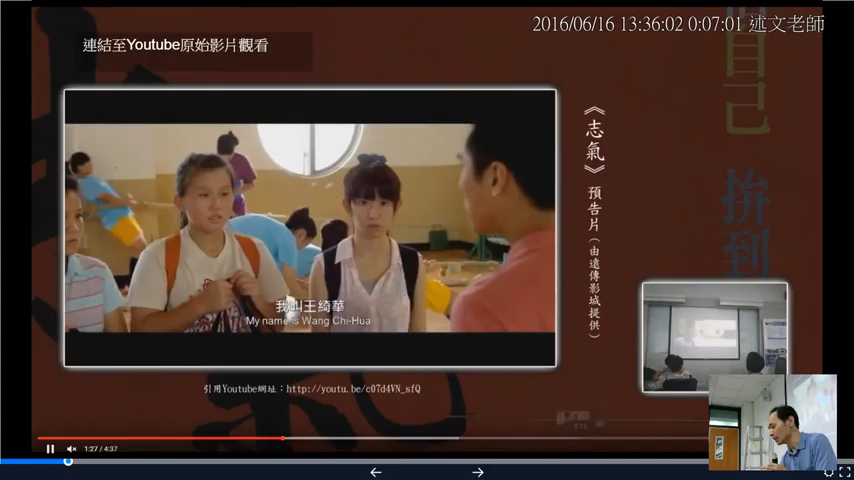 2016/06/16 13:36:02 0:07:01 述文老師
連結至Youtube原始影片觀看
自己
拚到
《志氣》預告片(由遠傳影城提供)
我叫王綺華
My name is Wang Chi-Hua
引用Youtube網址：http://youtu.be/c07d4VN_sfQ
3:12
1:27 / 4:37